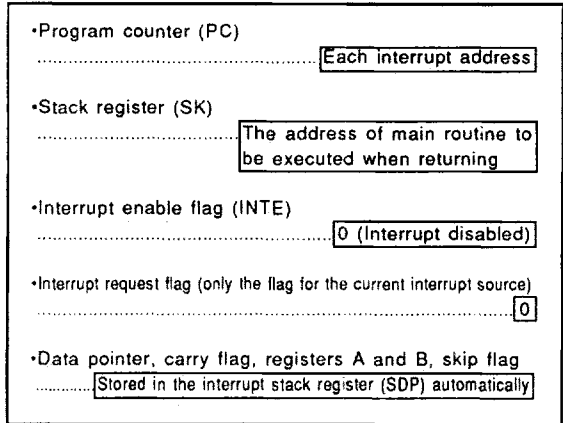 •Program counter (PC)
............................................................ Each interrupt address
•Stack register (SK)
............................................ The address of main routine to
be executed when returning
•Interrupt enable flag (INTE)
............................................................... 0 (Interrupt disabled)
•Interrupt request flag (only the flag for the current interrupt source)
.................................................................................................... 0
•Data pointer, carry flag, registers A and B, skip flag
............. Stored in the interrupt stack register (SDP) automatically